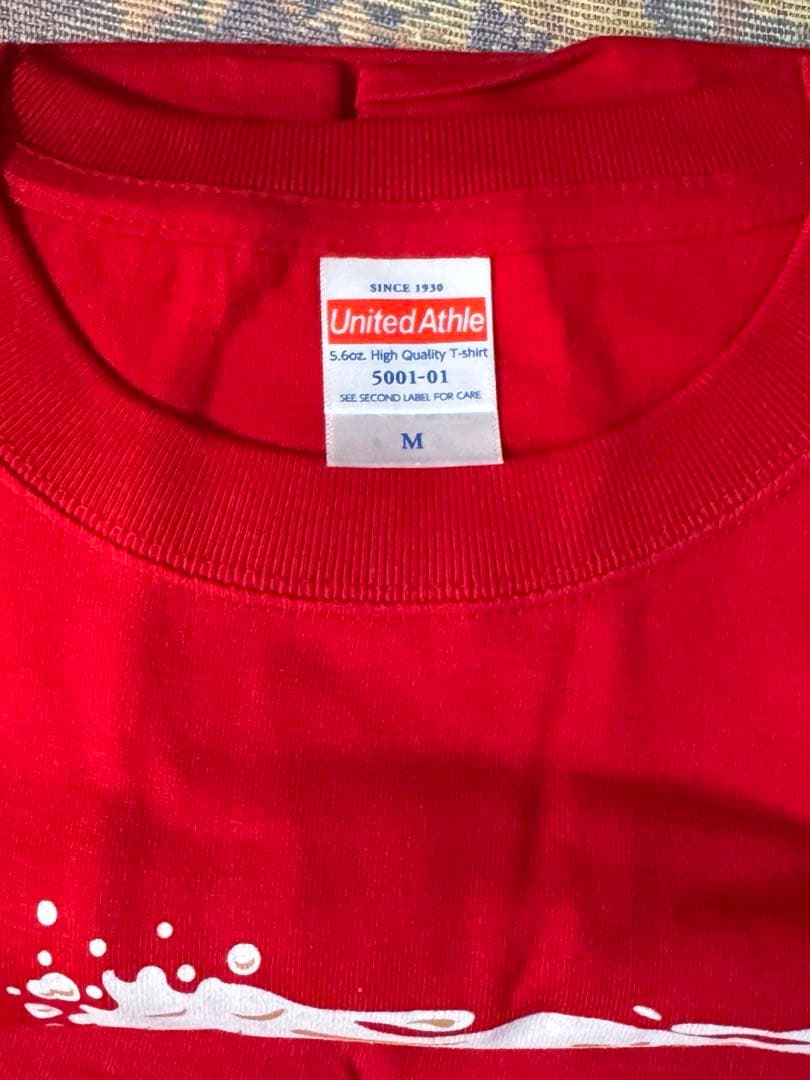 SINCE 1930
United Athle
5.6oz. High Quality T-shirt
5001-01
SEE SECOND LABEL FOR CARE
M